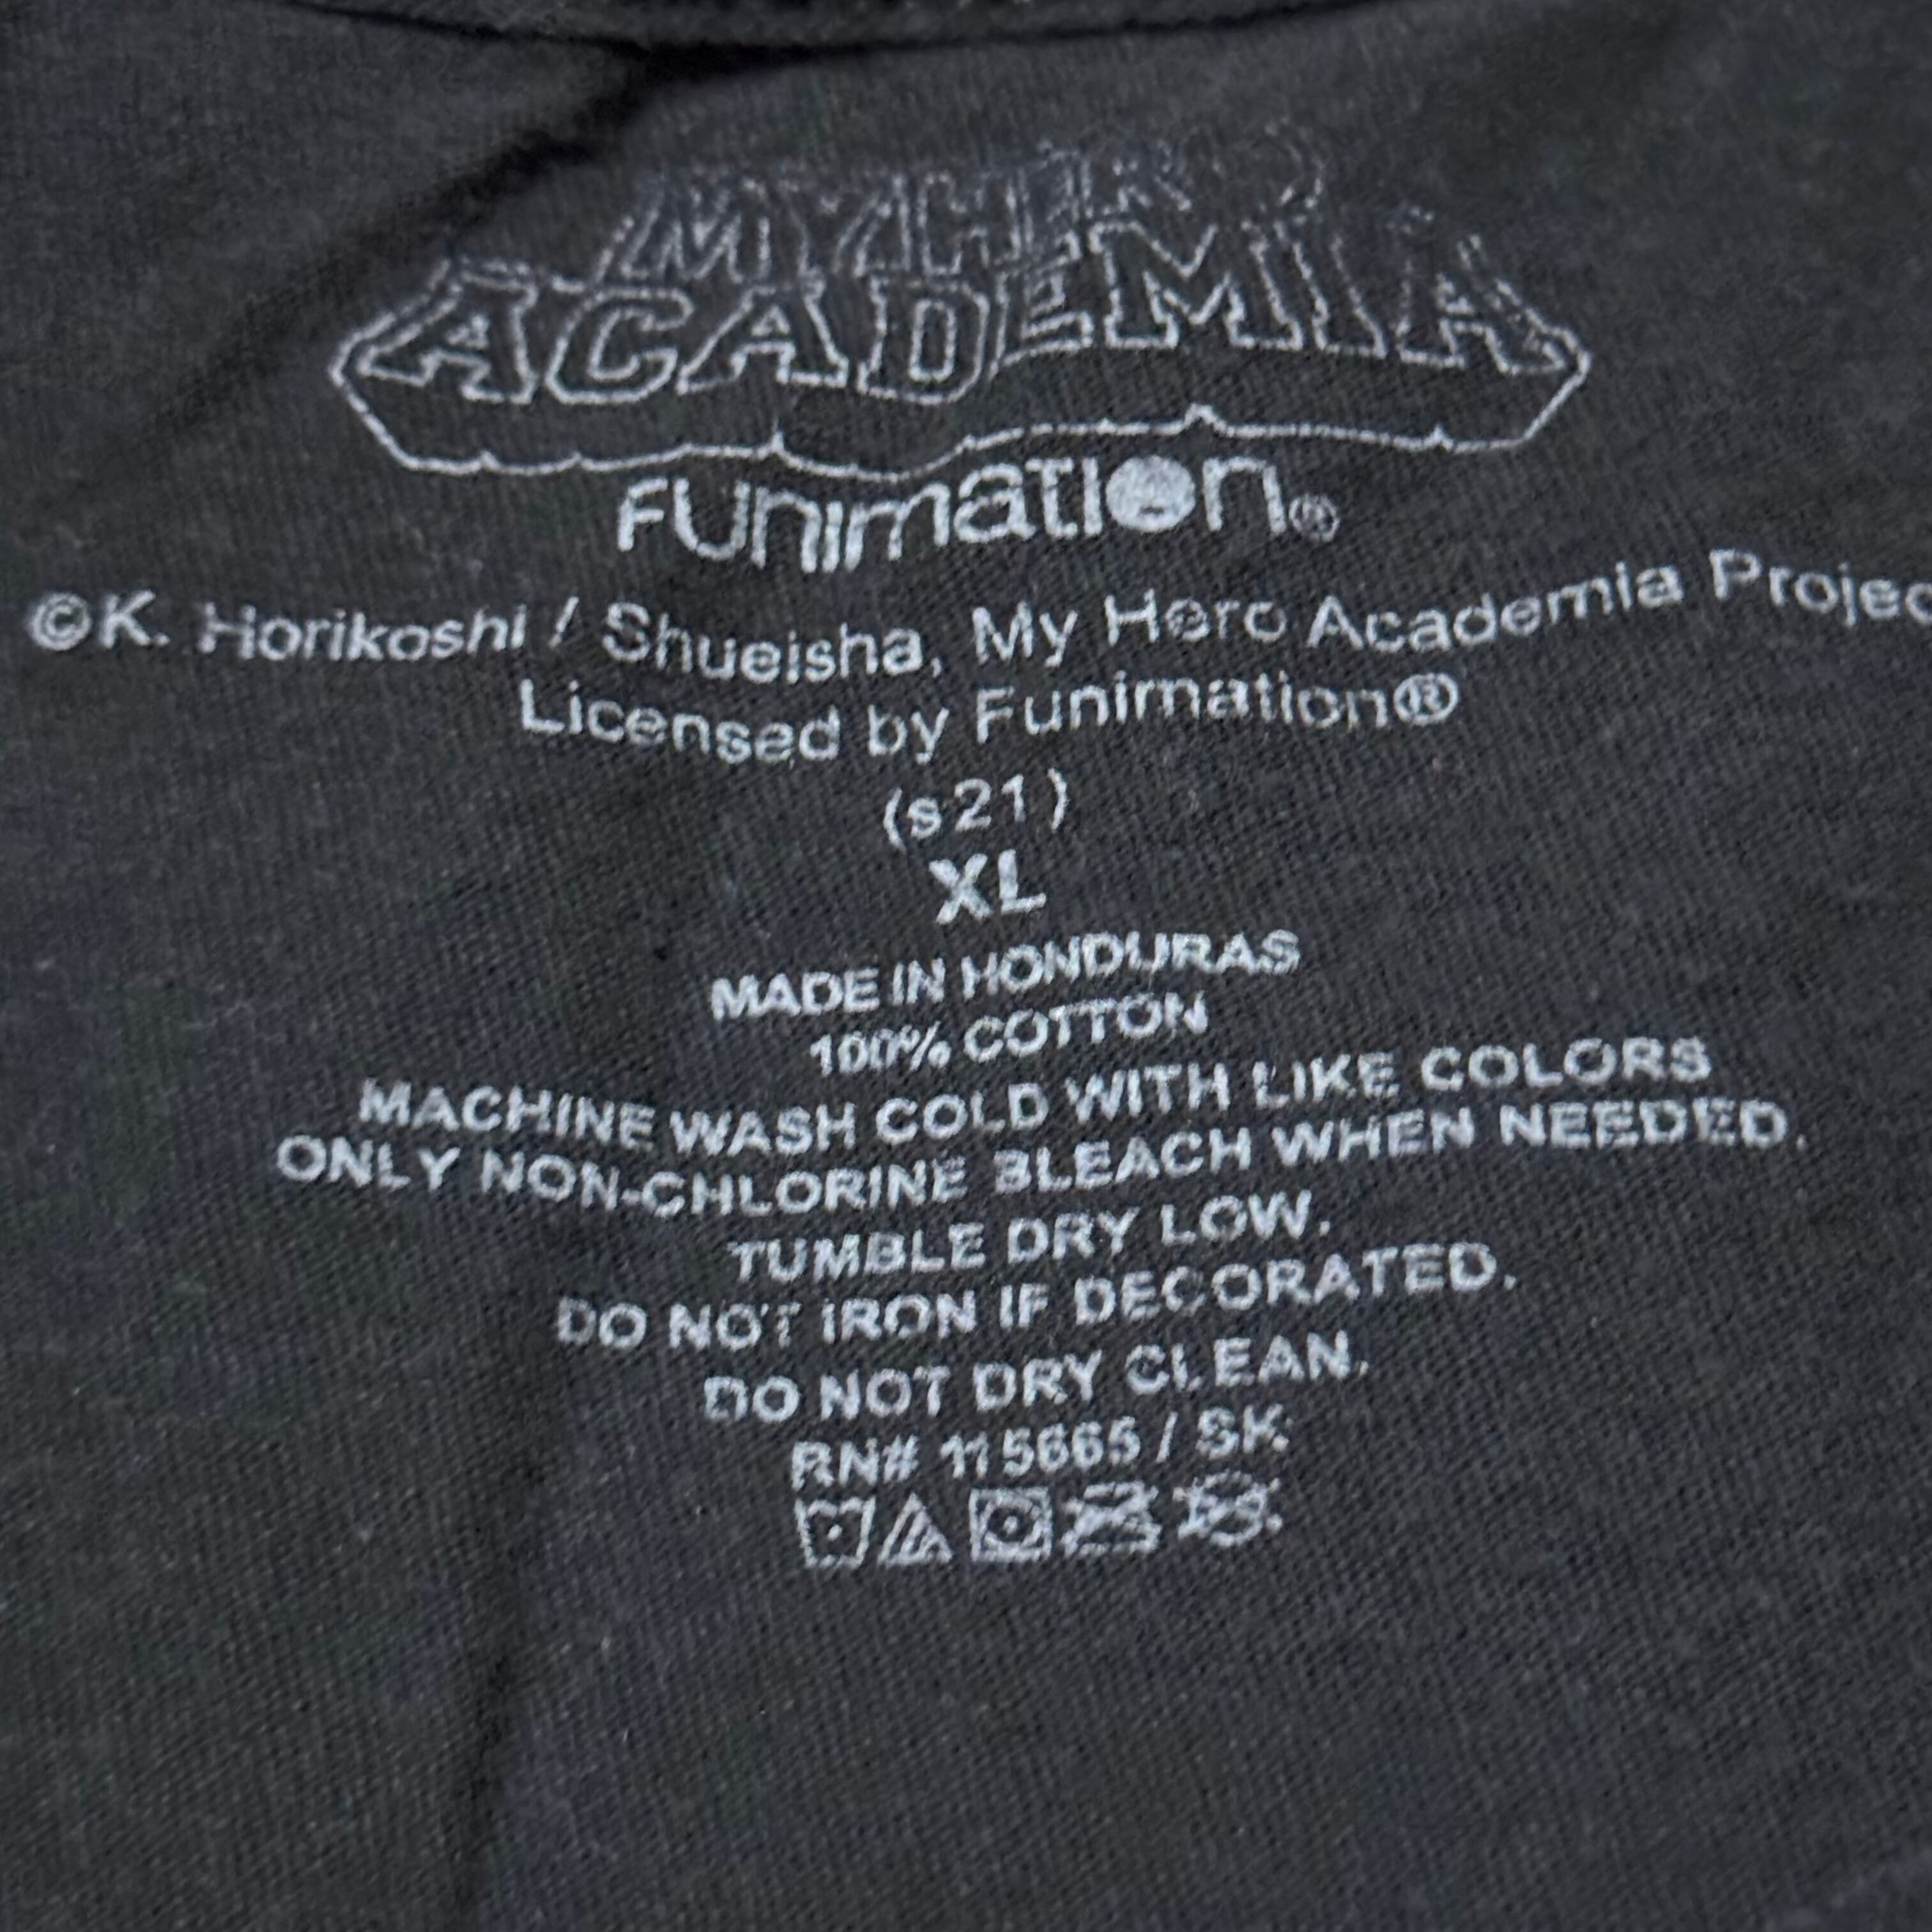 MY HERO
ACADEMIA
FUnimation®
©K. Horikoshi / Shueisha, My Hero Academia Projec
Licensed by Funimation®
(s21)
XL
MADE IN HONDURAS
100% COTTON
MACHINE WASH COLD WITH LIKE COLORS
ONLY NON-CHLORINE BLEACH WHEN NEEDED.
TUMBLE DRY LOW.
DO NOT IRON IF DECORATED.
DO NOT DRY CLEAN.
RN# 115665 / SK